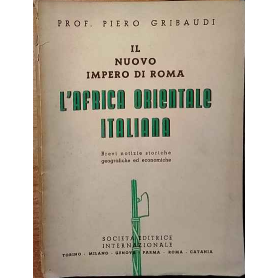 PROF. PIERO GRIBAUDI
IL
NUOVO
IMPERO DI ROMA
L'AFRICA ORIENTALE
ITALIANA
Brevi notizie storiche
geografiche ed economiche
SOCIETÀ EDITRICE
INTERNAZIONALE
TORINO - MILANO - GENOVA - PARMA - ROMA - CATANIA